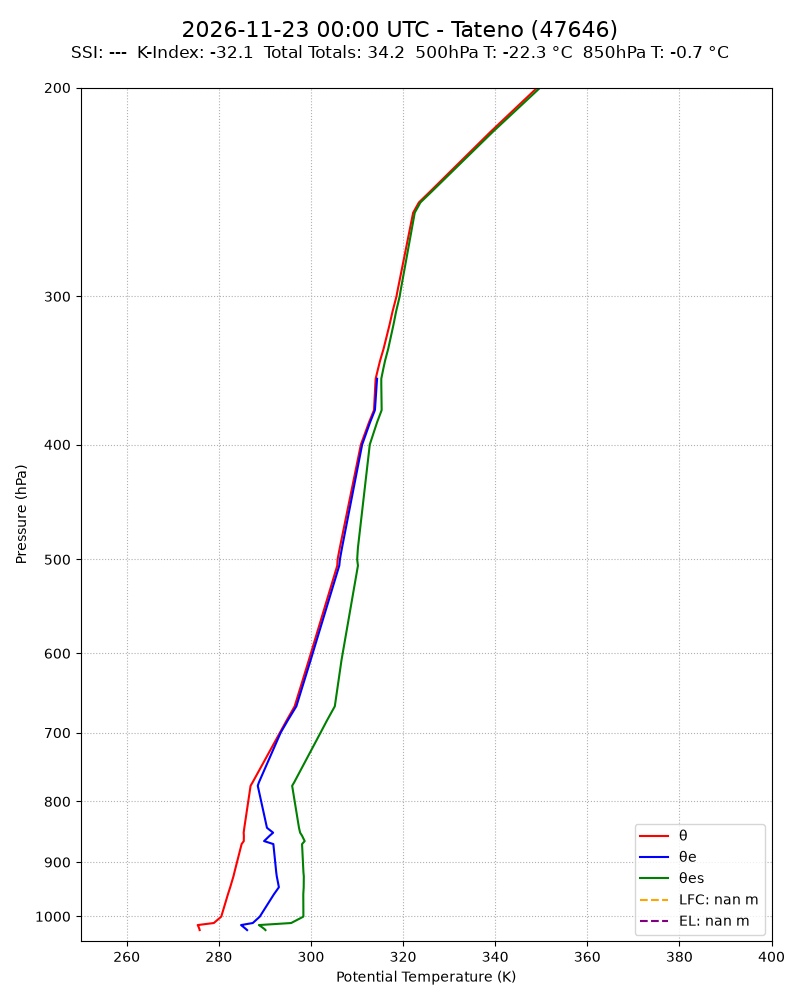 2026-11-23 00:00 UTC - Tateno (47646)
SSI: --- K-Index: -32.1 Total Totals: 34.2 500hPa T: -22.3 °C 850hPa T: -0.7 °C
200
300
400
500
600
700
800
900
1000
Pressure (hPa)
260
280
300
320
340
360
380
400
Potential Temperature (K)
θ
θe
θes
LFC: nan m
EL: nan m